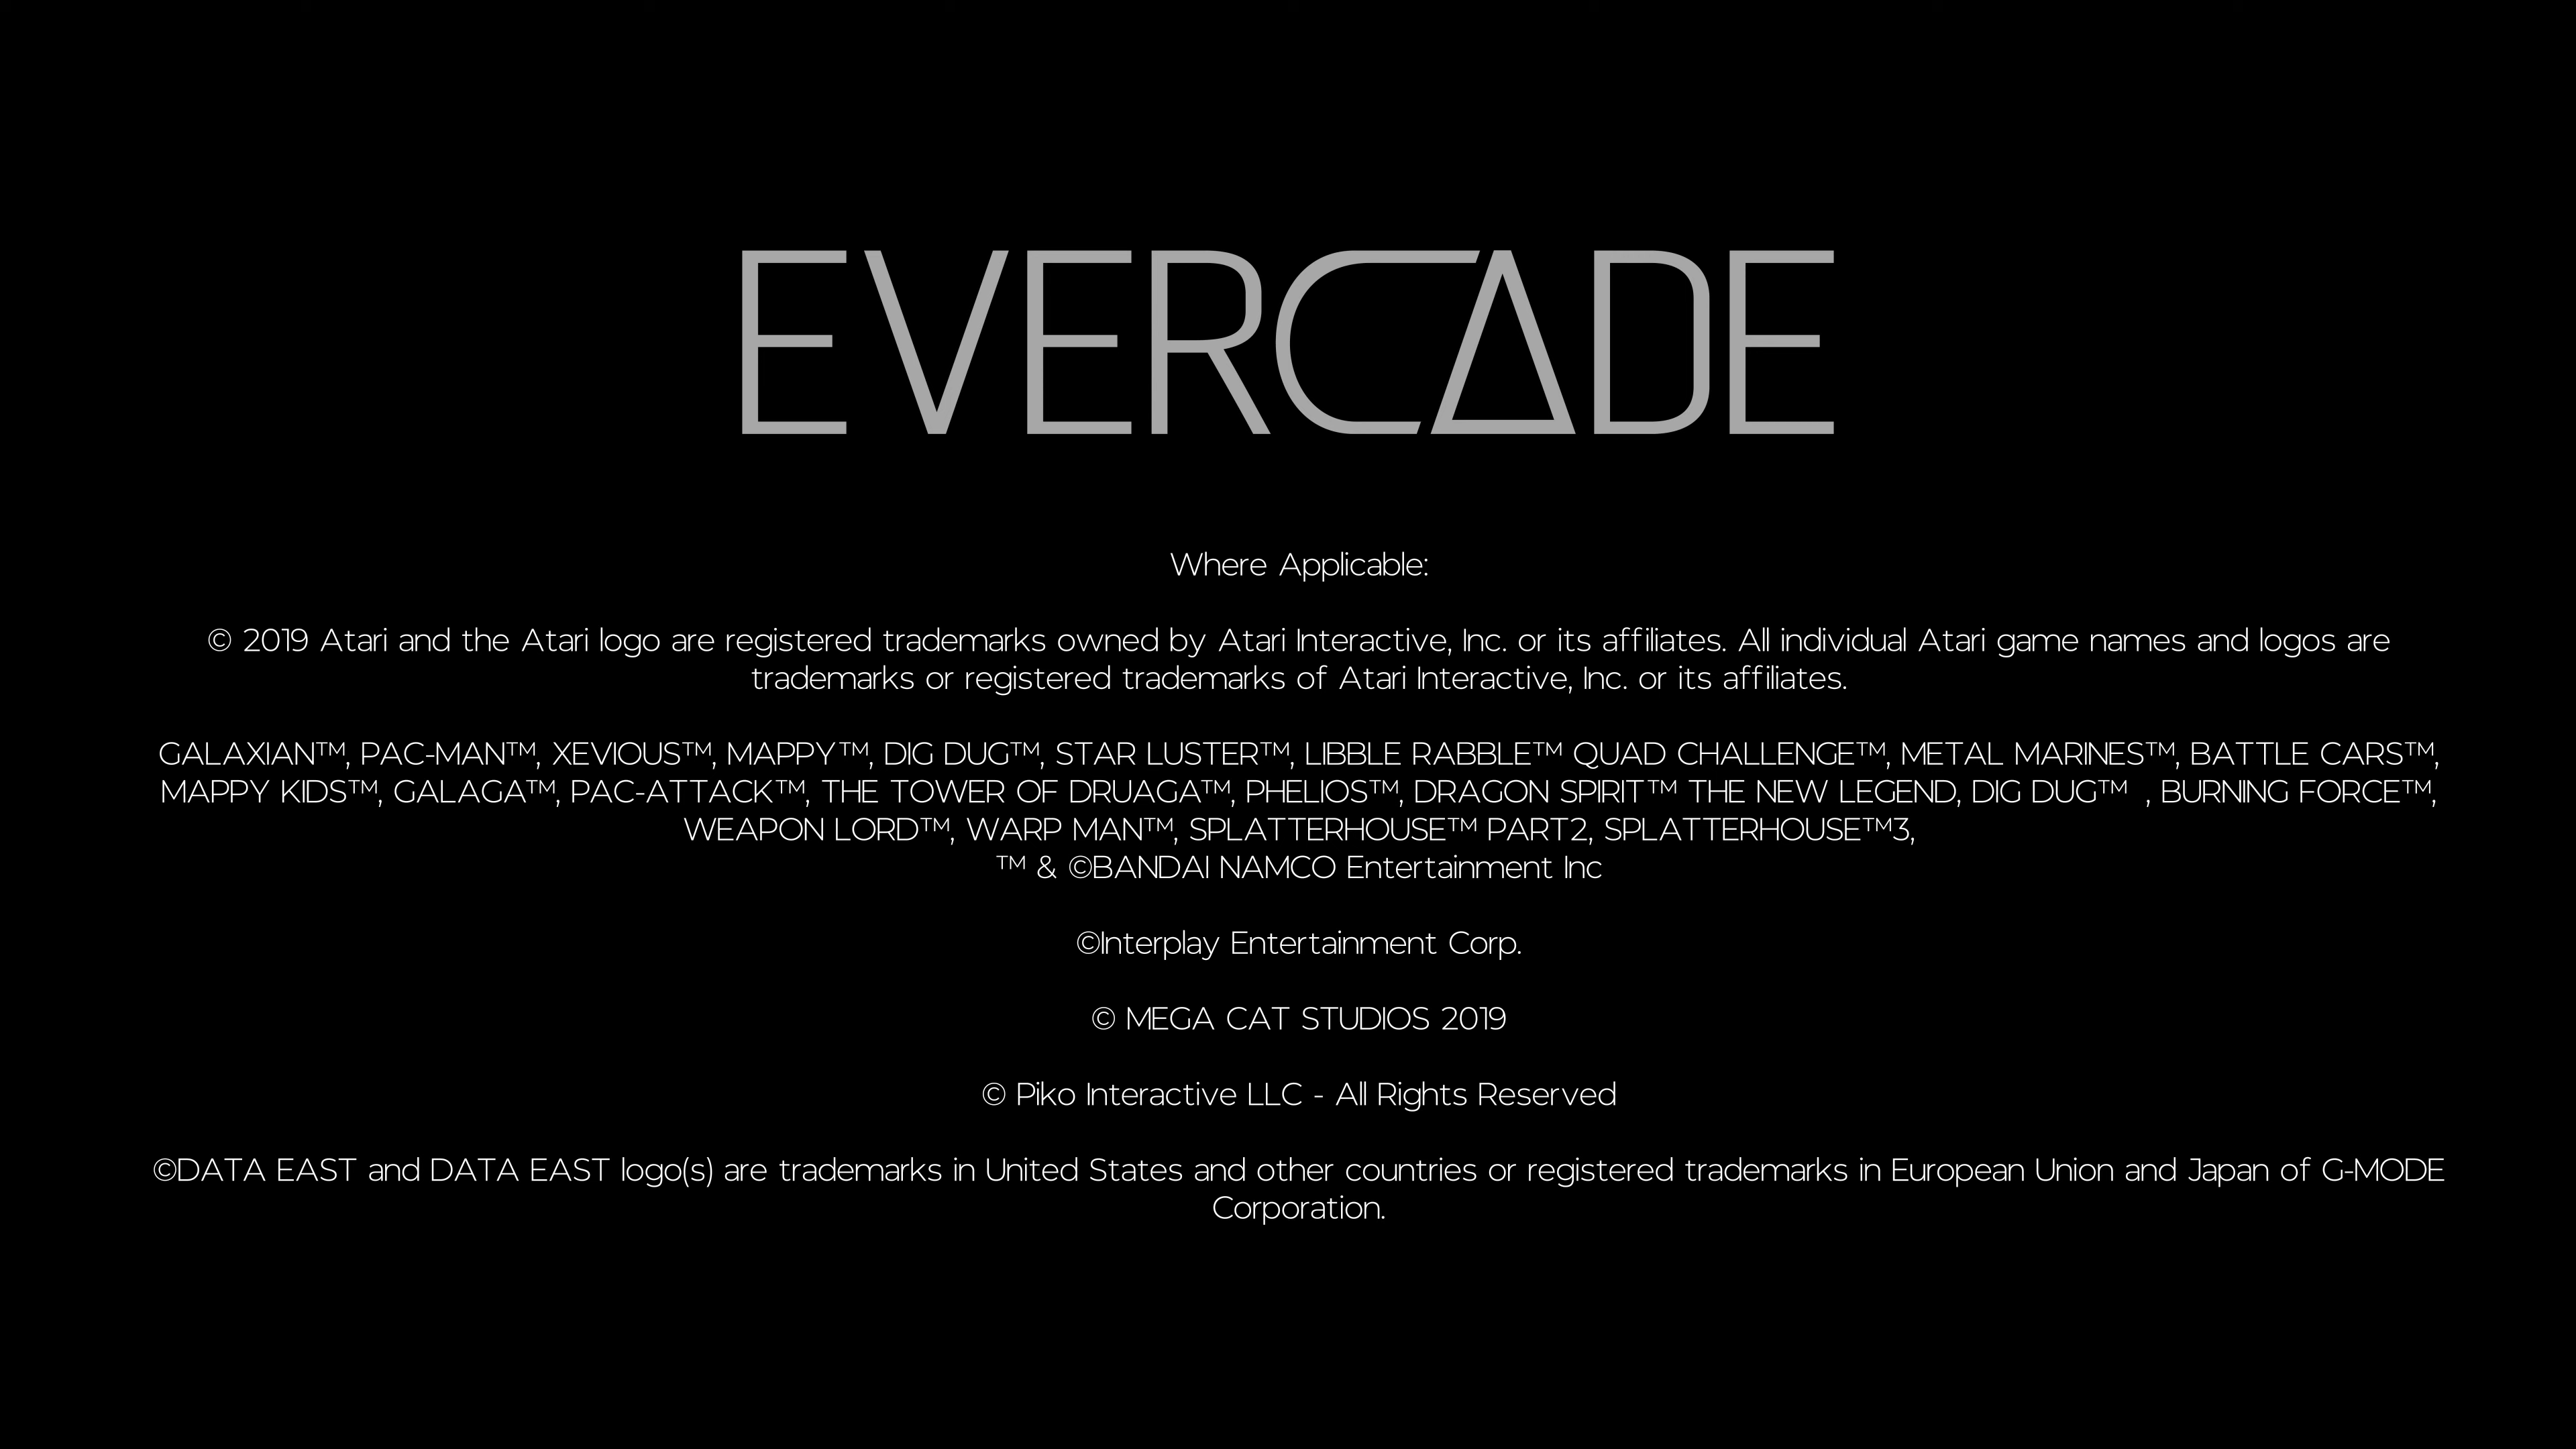 EVERCADE
Where Applicable:
© 2019 Atari and the Atari logo are registered trademarks owned by Atari Interactive, Inc. or its affiliates. All individual Atari game names and logos are
trademarks or registered trademarks of Atari Interactive, Inc. or its affiliates.
GALAXIAN™, PAC-MAN™, XEVIOUS™, MAPPY™, DIG DUG™, STAR LUSTER™, LIBBLE RABBLE™ QUAD CHALLENGE™, METAL MARINES™, BATTLE CARS™,
MAPPY KIDS™, GALAGA™, PAC-ATTACK™, THE TOWER OF DRUAGA™, PHELIOS™, DRAGON SPIRIT™ THE NEW LEGEND, DIG DUG™ , BURNING FORCE™,
WEAPON LORD™, WARP MAN™, SPLATTERHOUSE™ PART2, SPLATTERHOUSE™3,
™ & ©BANDAI NAMCO Entertainment Inc
©Interplay Entertainment Corp.
© MEGA CAT STUDIOS 2019
© Piko Interactive LLC - All Rights Reserved
©DATA EAST and DATA EAST logo(s) are trademarks in United States and other countries or registered trademarks in European Union and Japan of G-MODE
Corporation.